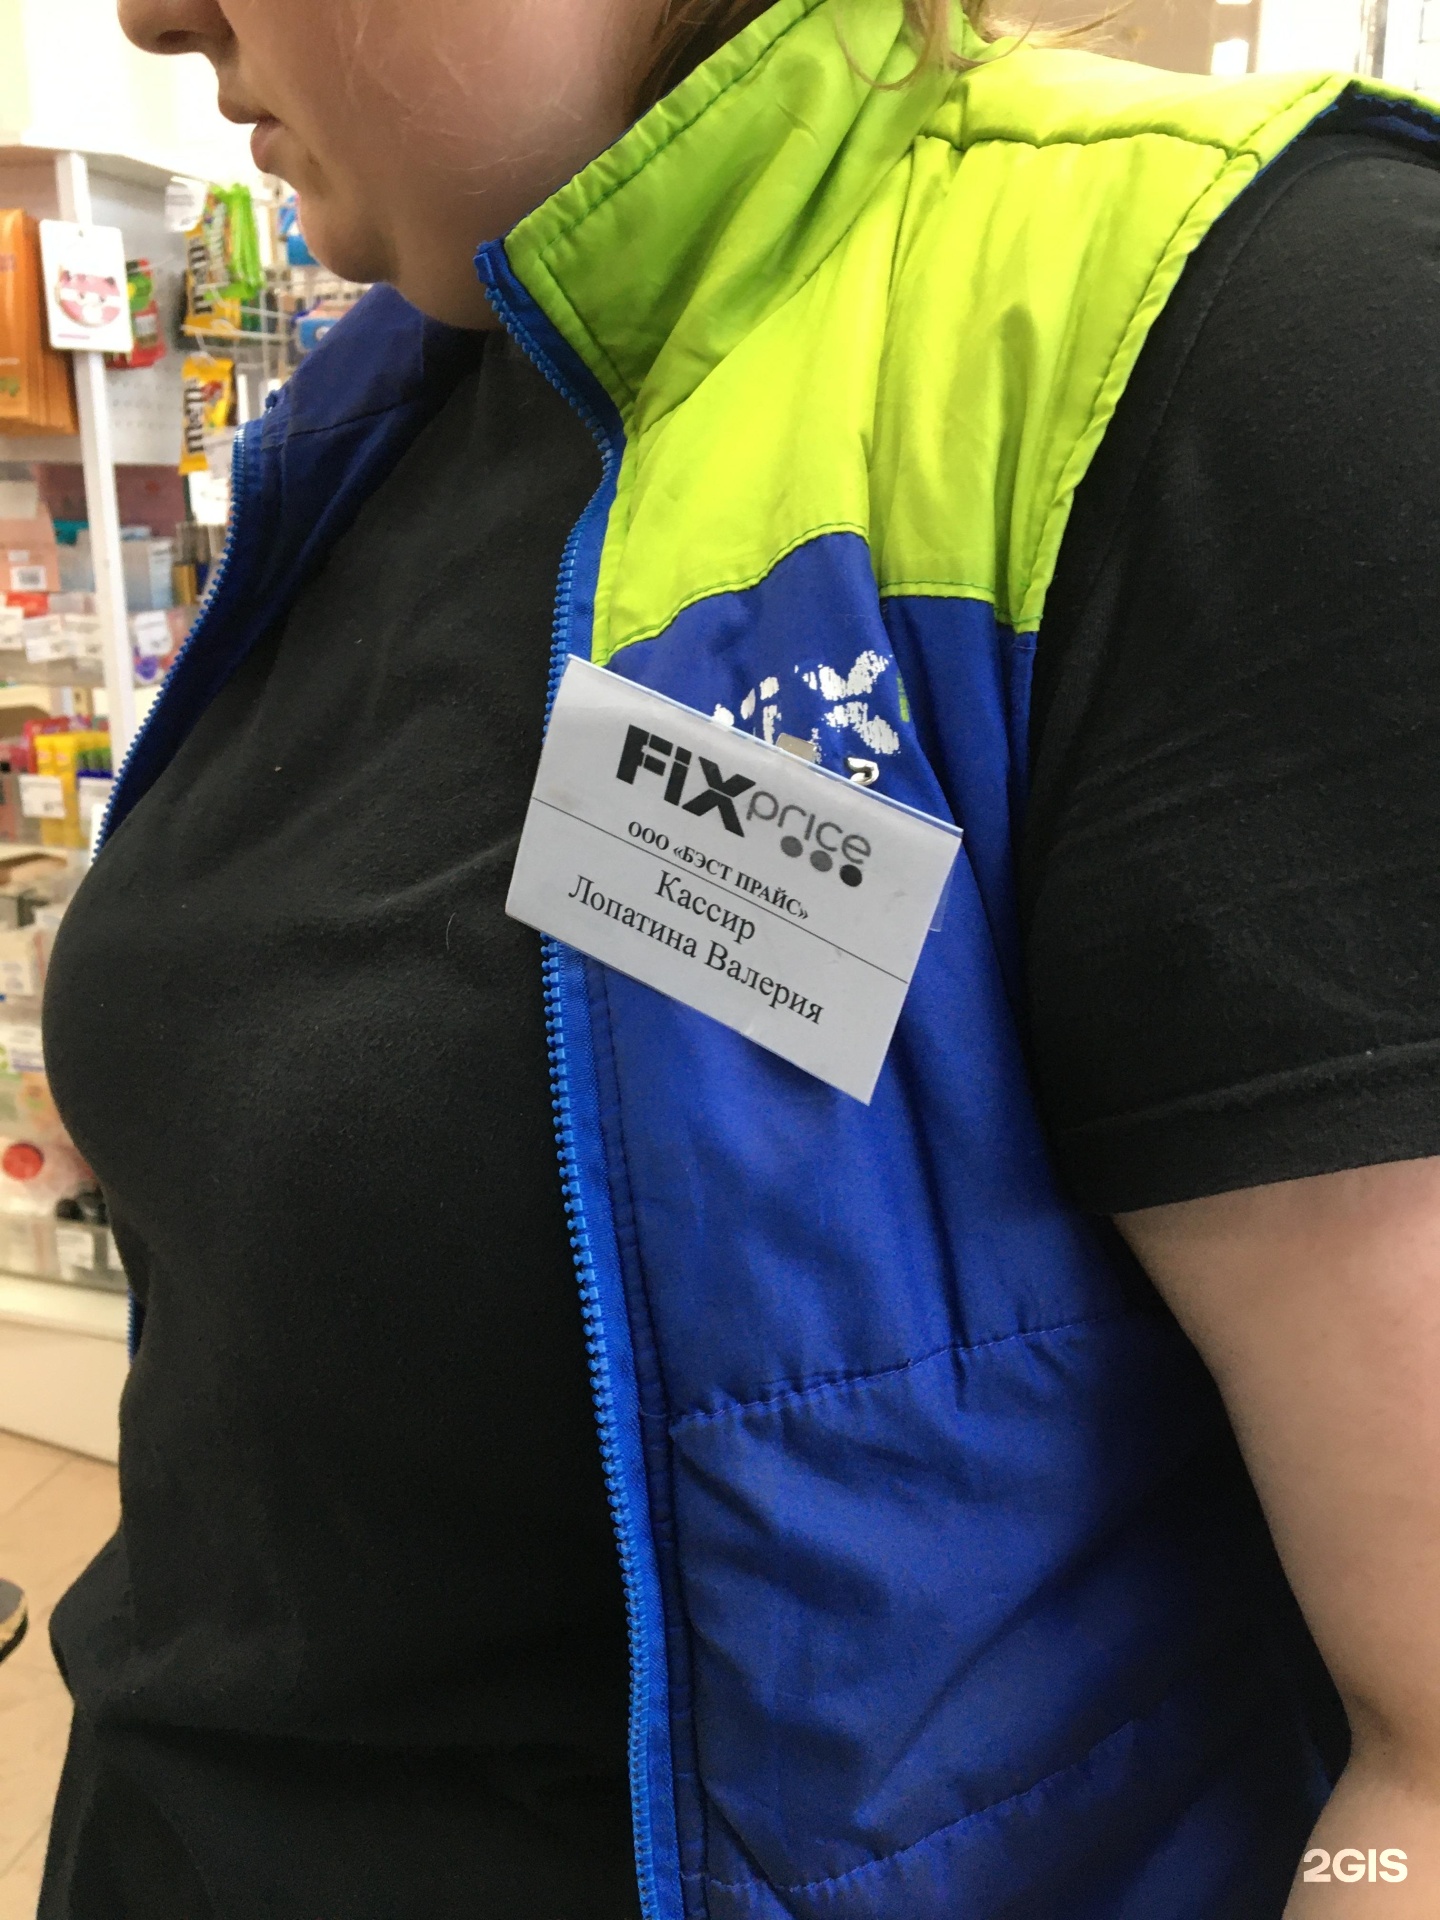 FiX price
ООО «БЭСТ ПРАЙС»
Кассир
Лопатина Валерия
m&m's
2GIS